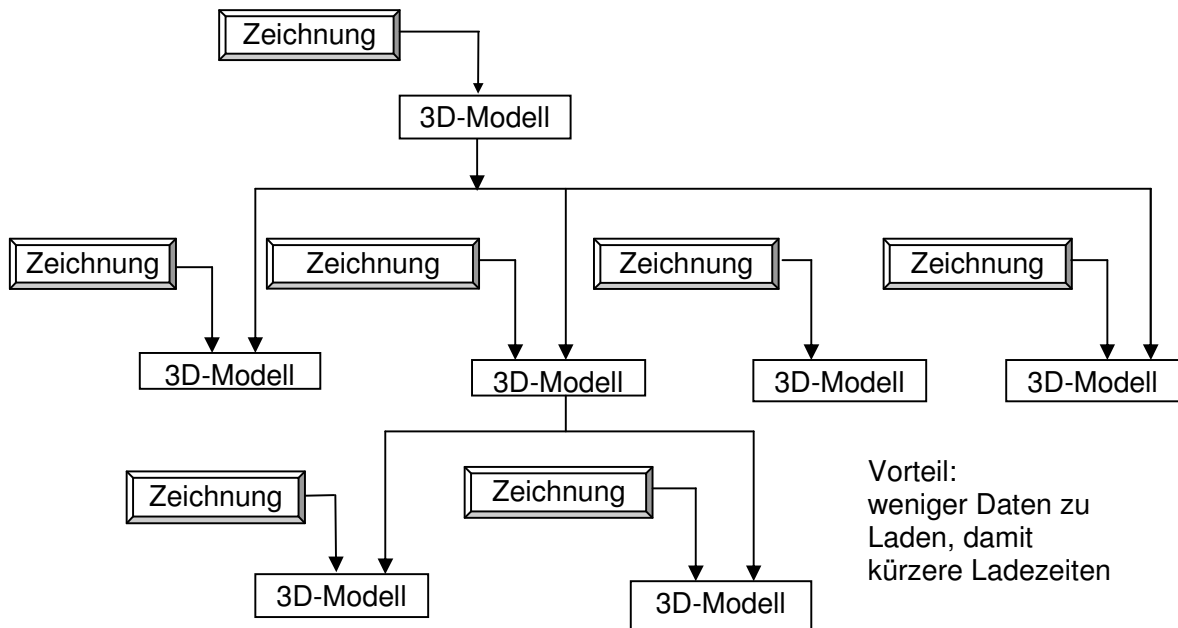 Zeichnung
3D-Modell
Zeichnung
Zeichnung
Zeichnung
Zeichnung
3D-Modell
3D-Modell
3D-Modell
3D-Modell
Zeichnung
Zeichnung
3D-Modell
3D-Modell
Vorteil:
weniger Daten zu
Laden, damit
kürzere Ladezeiten